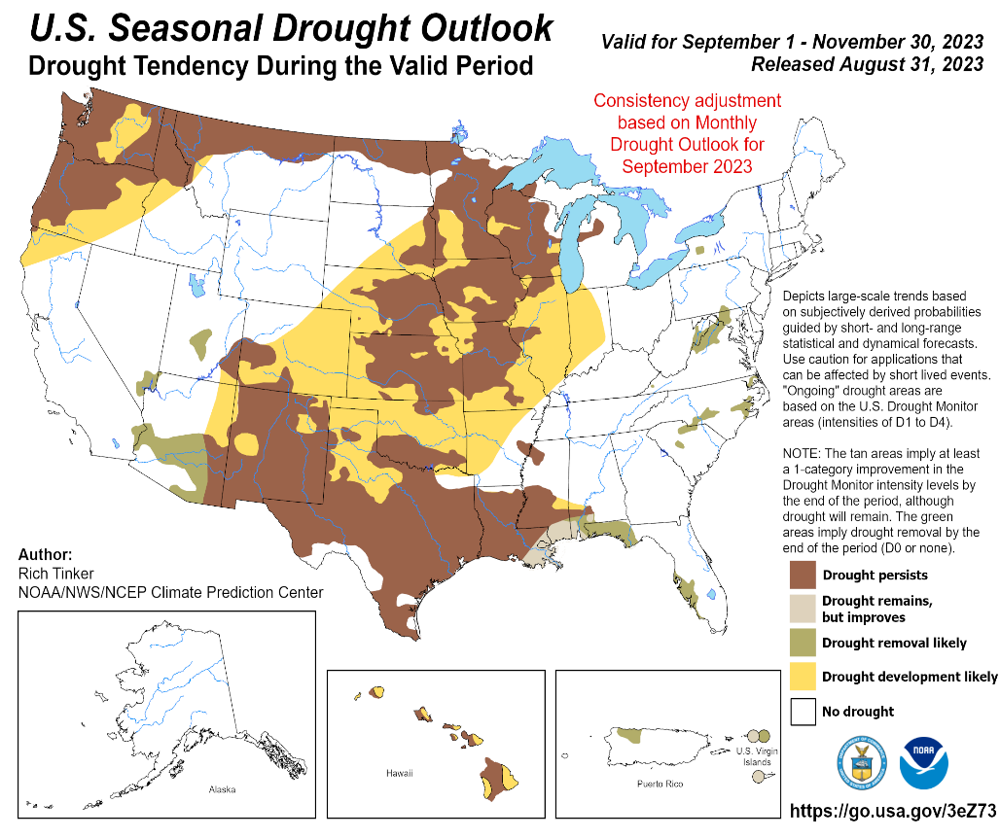 U.S. Seasonal Drought Outlook
Drought Tendency During the Valid Period
Valid for September 1 - November 30, 2023
Released August 31, 2023
Consistency adjustment
based on Monthly
Drought Outlook for
September 2023
Depicts large-scale trends based
on subjectively derived probabilities
guided by short- and long-range
statistical and dynamical forecasts.
Use caution for applications that
can be affected by short lived events.
"Ongoing" drought areas are
based on the U.S. Drought Monitor
areas (intensities of D1 to D4).
NOTE: The tan areas imply at least
a 1-category improvement in the
Drought Monitor intensity levels by
the end of the period, although
drought will remain. The green
areas imply drought removal by the
end of the period (D0 or none).
Author:
Rich Tinker
NOAA/NWS/NCEP Climate Prediction Center
Drought persists
Drought remains,
but improves
Drought removal likely
Drought development likely
No drought
Alaska
Hawaii
Puerto Rico
U.S. Virgin
Islands
NOAA
https://go.usa.gov/3eZ73